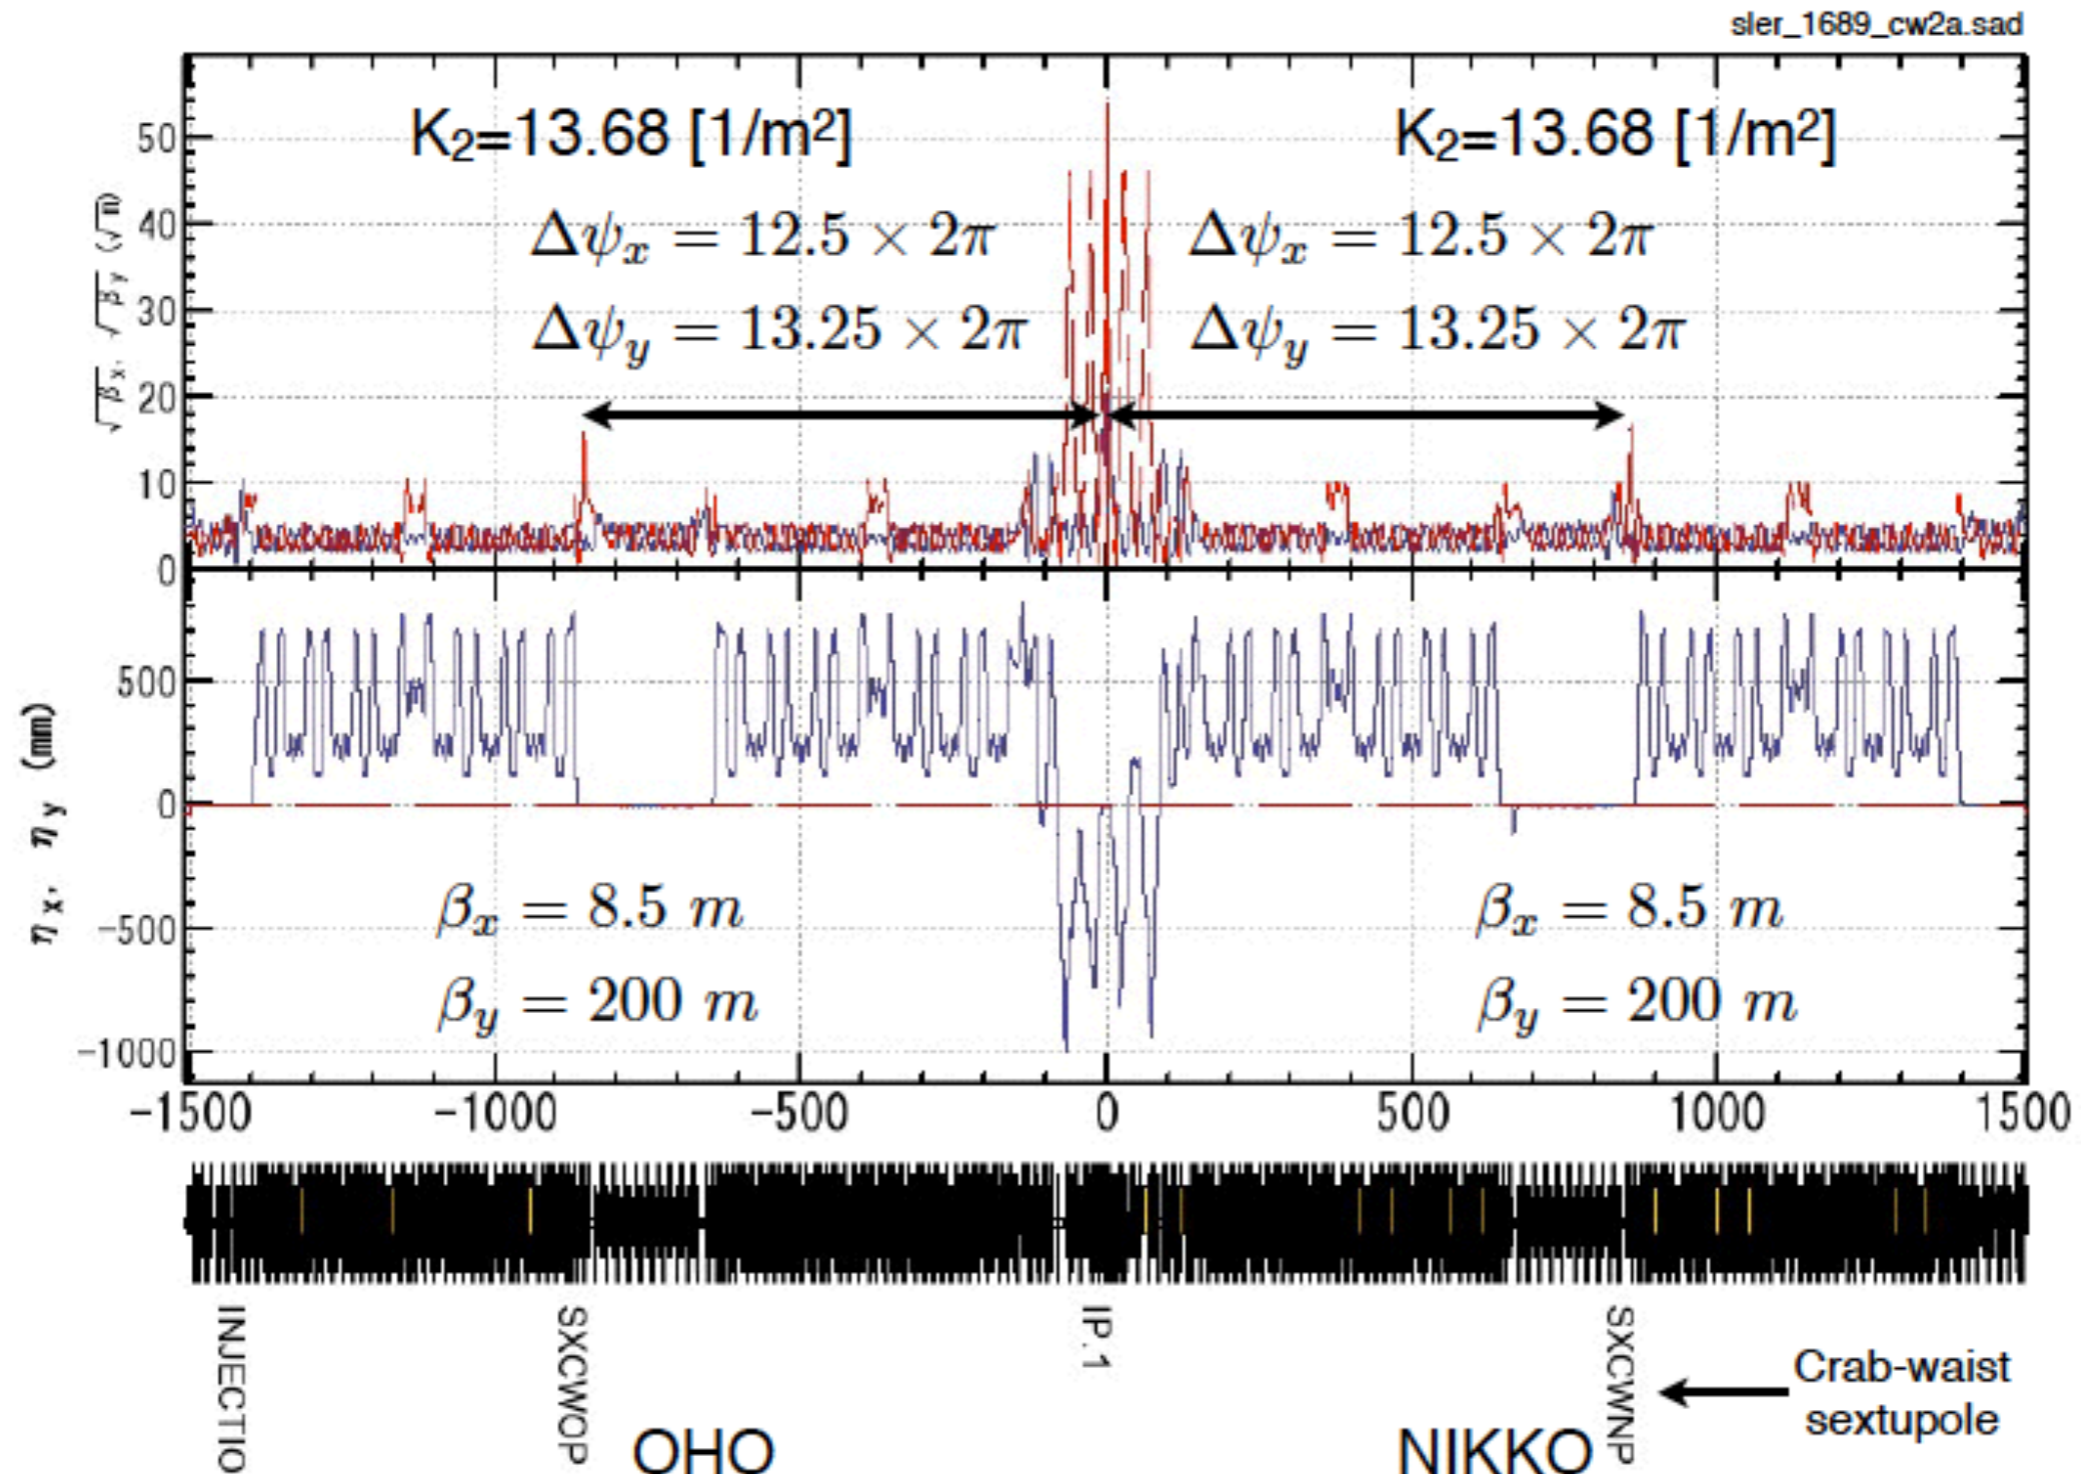 sler_1689_cw2a.sad
K₂=13.68 [1/m²] K₂=13.68 [1/m²]
Δψx = 12.5 × 2π Δψx = 12.5 × 2π
Δψy = 13.25 × 2π Δψy = 13.25 × 2π
√βx, √βy (√m)
50
40
30
20
10
0
ηx, ηy (mm)
500
0
-500
-1000
βx = 8.5 m βx = 8.5 m
βy = 200 m βy = 200 m
-1500 -1000 -500 0 500 1000 1500
INJECTIO
SXCWOP
IP.1
SXCWNP
Crab-waist
sextupole
OHO NIKKO